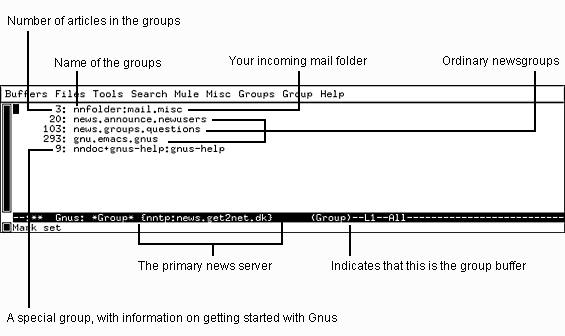 Number of articles in the groups
Name of the groups
Your incoming mail folder
Ordinary newsgroups
Buffers Files Tools Search Mule Misc Groups Group Help
3: nnfolder:mail.misc
20: news.announce.newusers
103: news.groups.questions
293: gnu.emacs.gnus
9: nndoc+gnus-help:gnus-help
--:** Gnus: *Group* {nntp:news.get2net.dk} (Group)--L1--All--------------------------
Mark set
The primary news server
Indicates that this is the group buffer
A special group, with information on getting started with Gnus